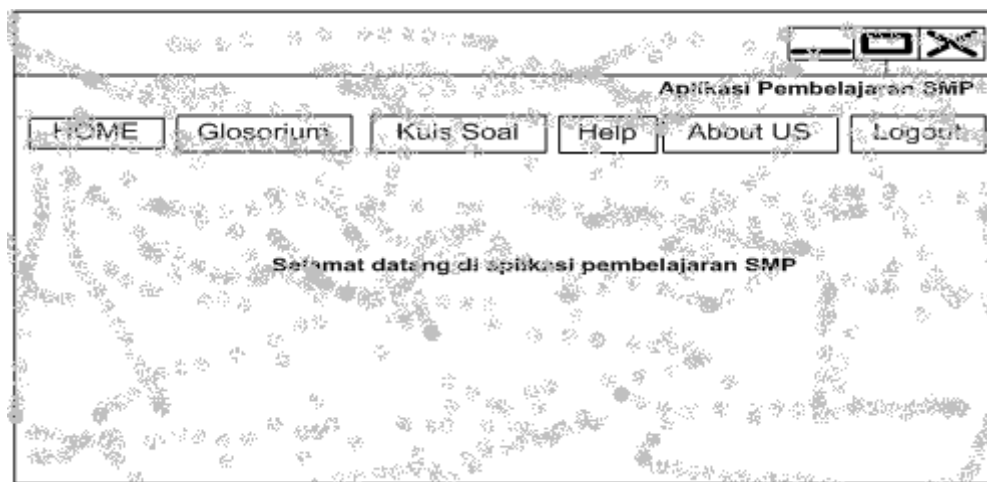 Aplikasi Pembelajaran SMP
HOME Glosorium Kuis Soal Help About US Logout
Selamat datang di aplikasi pembelajaran SMP